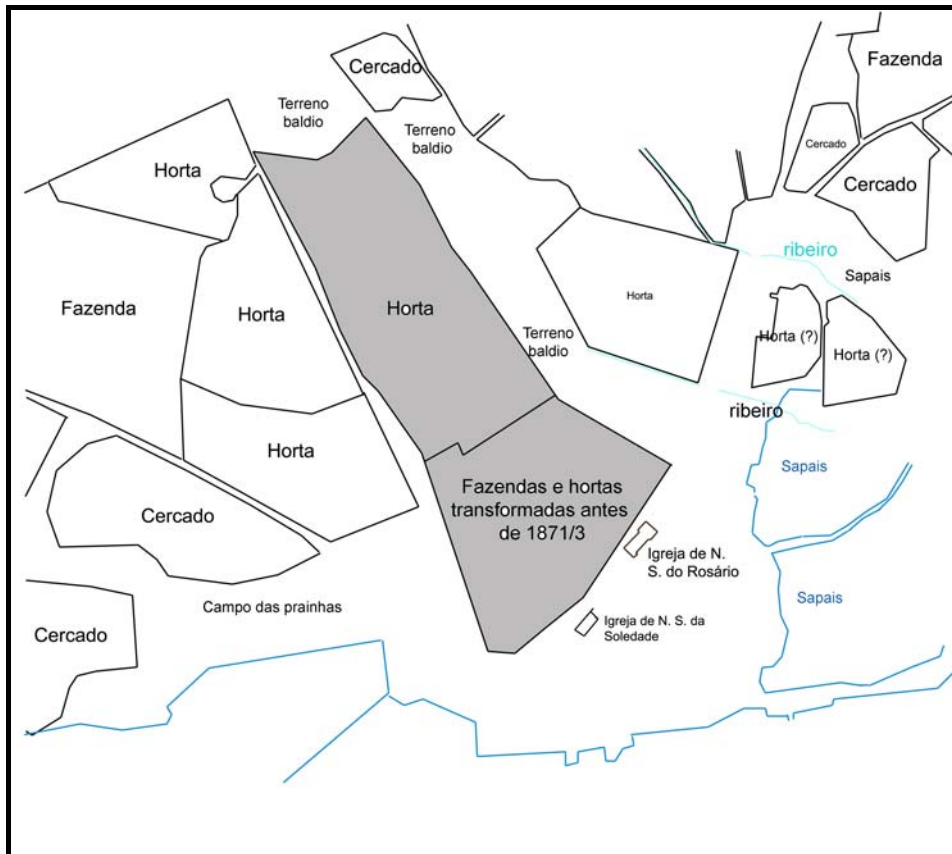 Fazenda
Cercado
Terreno
baldio
Terreno
baldio
Cercado
Cercado
Horta
ribeiro
Sapais
Horta
Fazenda
Horta
Horta
Terreno
baldio
Horta (?)
Horta (?)
ribeiro
Horta
Sapais
Fazendas e hortas
transformadas antes
de 1871/3
Cercado
Igreja de N.
S. do Rosário
Campo das prainhas
Sapais
Igreja de N. S. da
Soledade
Cercado